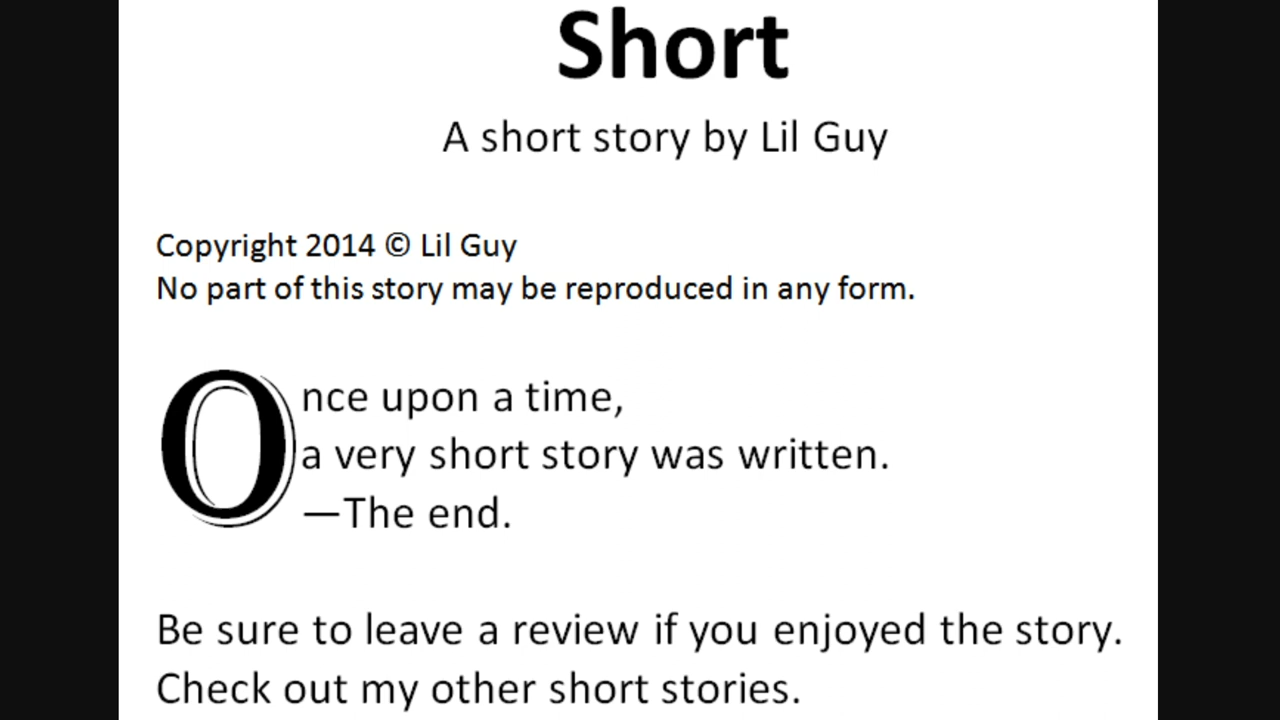 Short
A short story by Lil Guy
Copyright 2014 © Lil Guy
No part of this story may be reproduced in any form.
Once upon a time,
a very short story was written.
—The end.
Be sure to leave a review if you enjoyed the story.
Check out my other short stories.